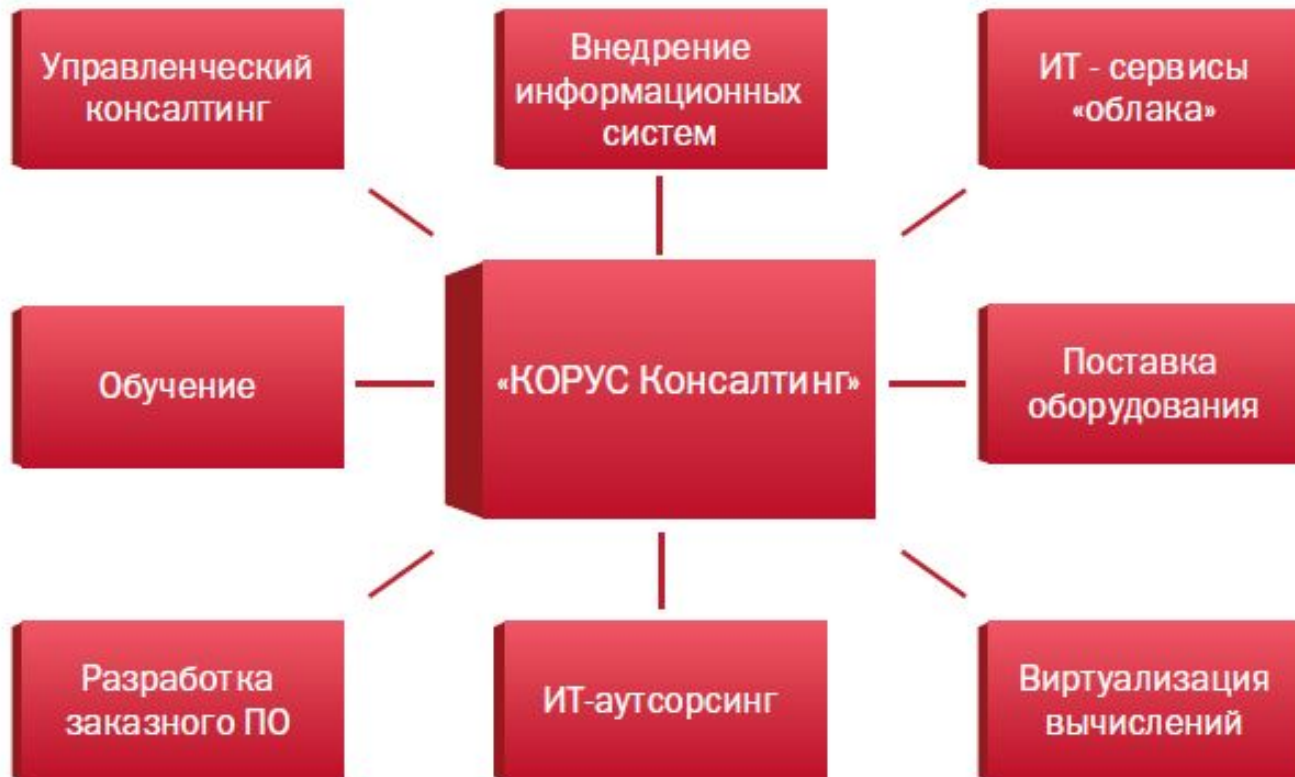 Управленческий
консалтинг
Внедрение
информационных
систем
ИТ - сервисы
«облака»
Обучение
«КОРУС Консалтинг»
Поставка
оборудования
Разработка
заказного ПО
ИТ-аутсорсинг
Виртуализация
вычислений